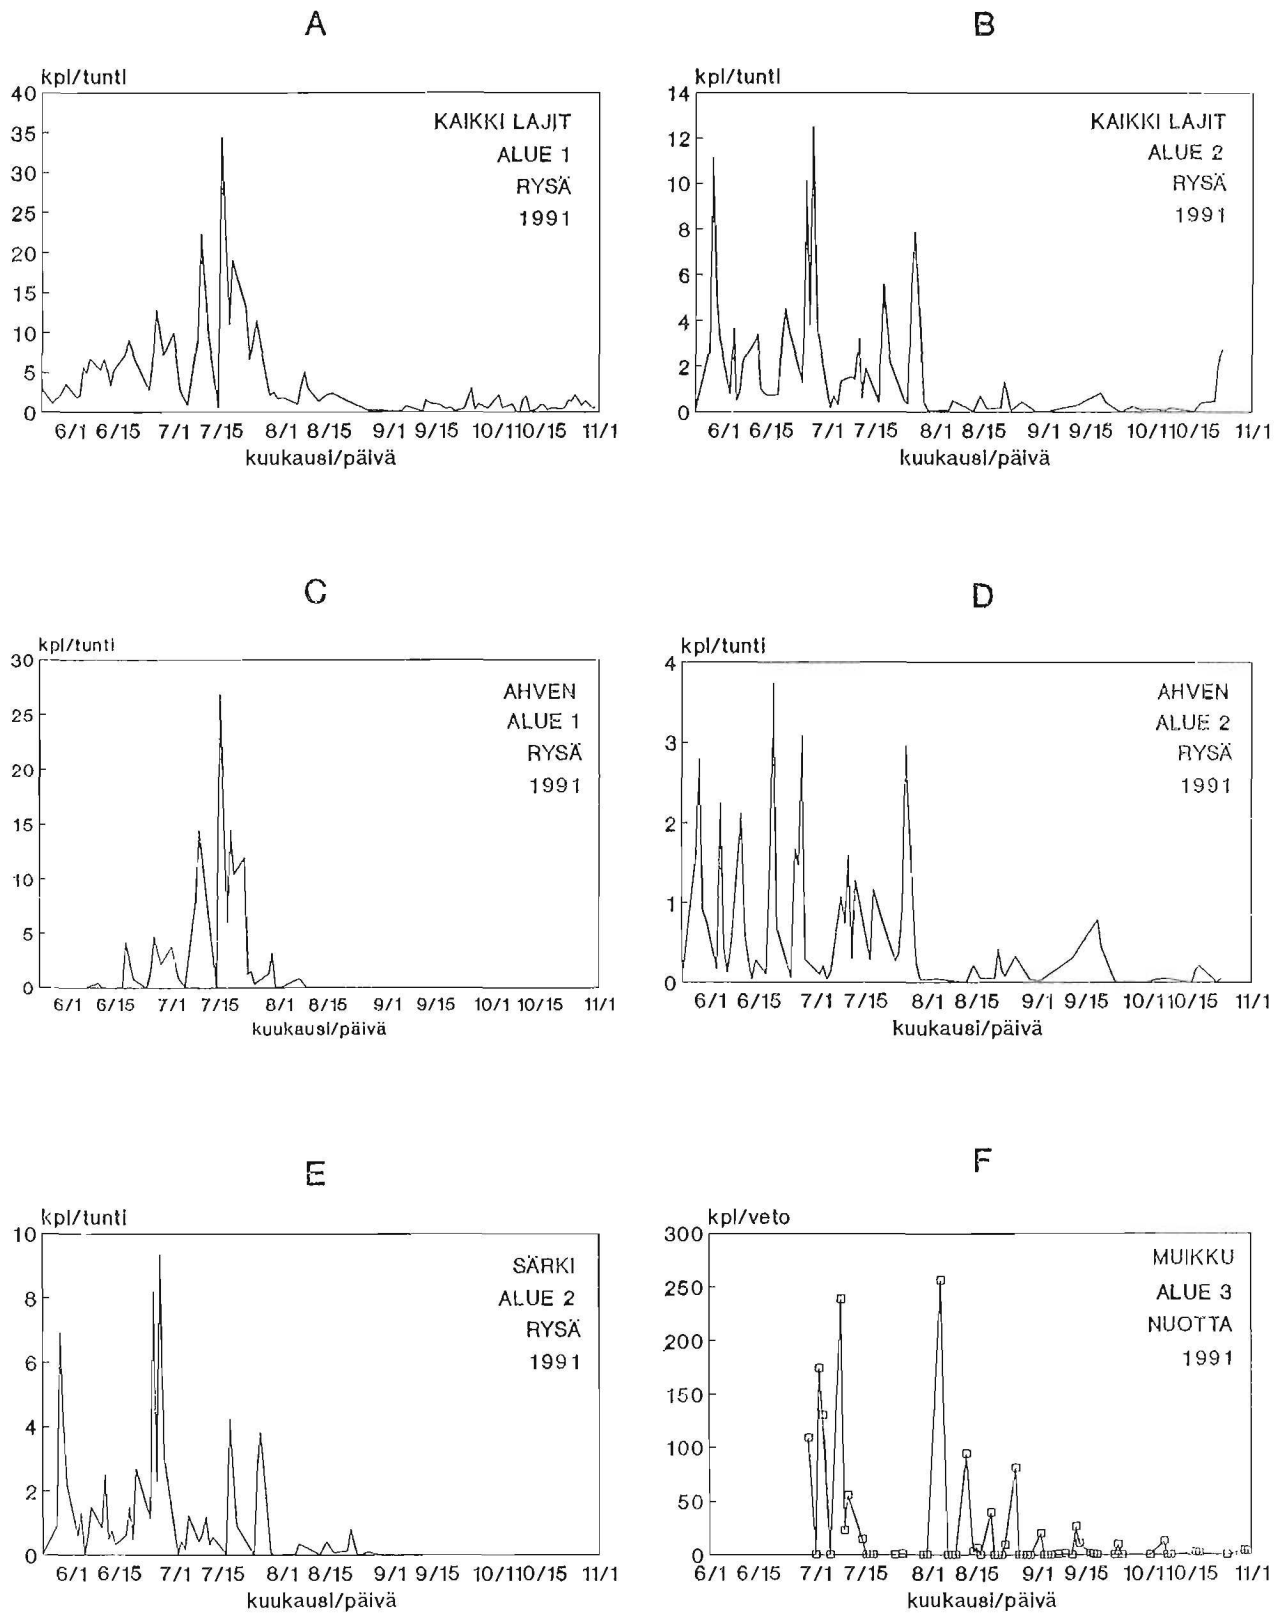 A
kpl/tunti
40
35
30
25
20
15
10
5
0
KAIKKI LAJIT
ALUE 1
RYSÄ
1991
6/1 6/15 7/1 7/15 8/1 8/15 9/1 9/15 10/1 10/15 11/1
kuukausi/päivä
B
kpl/tunti
14
12
10
8
6
4
2
0
KAIKKI LAJIT
ALUE 2
RYSÄ
1991
6/1 6/15 7/1 7/15 8/1 8/15 9/1 9/15 10/1 10/15 11/1
kuukausi/päivä
C
kpl/tunti
30
25
20
15
10
5
0
AHVEN
ALUE 1
RYSÄ
1991
6/1 6/15 7/1 7/15 8/1 8/15 9/1 9/15 10/1 10/15 11/1
kuukausi/päivä
D
kpl/tunti
4
3
2
1
0
AHVEN
ALUE 2
RYSÄ
1991
6/1 6/15 7/1 7/15 8/1 8/15 9/1 9/15 10/1 10/15 11/1
kuukausi/päivä
E
kpl/tunti
10
8
6
4
2
0
SÄRKI
ALUE 2
RYSÄ
1991
6/1 6/15 7/1 7/15 8/1 8/15 9/1 9/15 10/1 10/15 11/1
kuukausi/päivä
F
kpl/veto
300
250
200
150
100
50
0
MUIKKU
ALUE 3
NUOTTA
1991
6/1 6/15 7/1 7/15 8/1 8/15 9/1 9/15 10/1 10/15 11/1
kuukausi/päivä